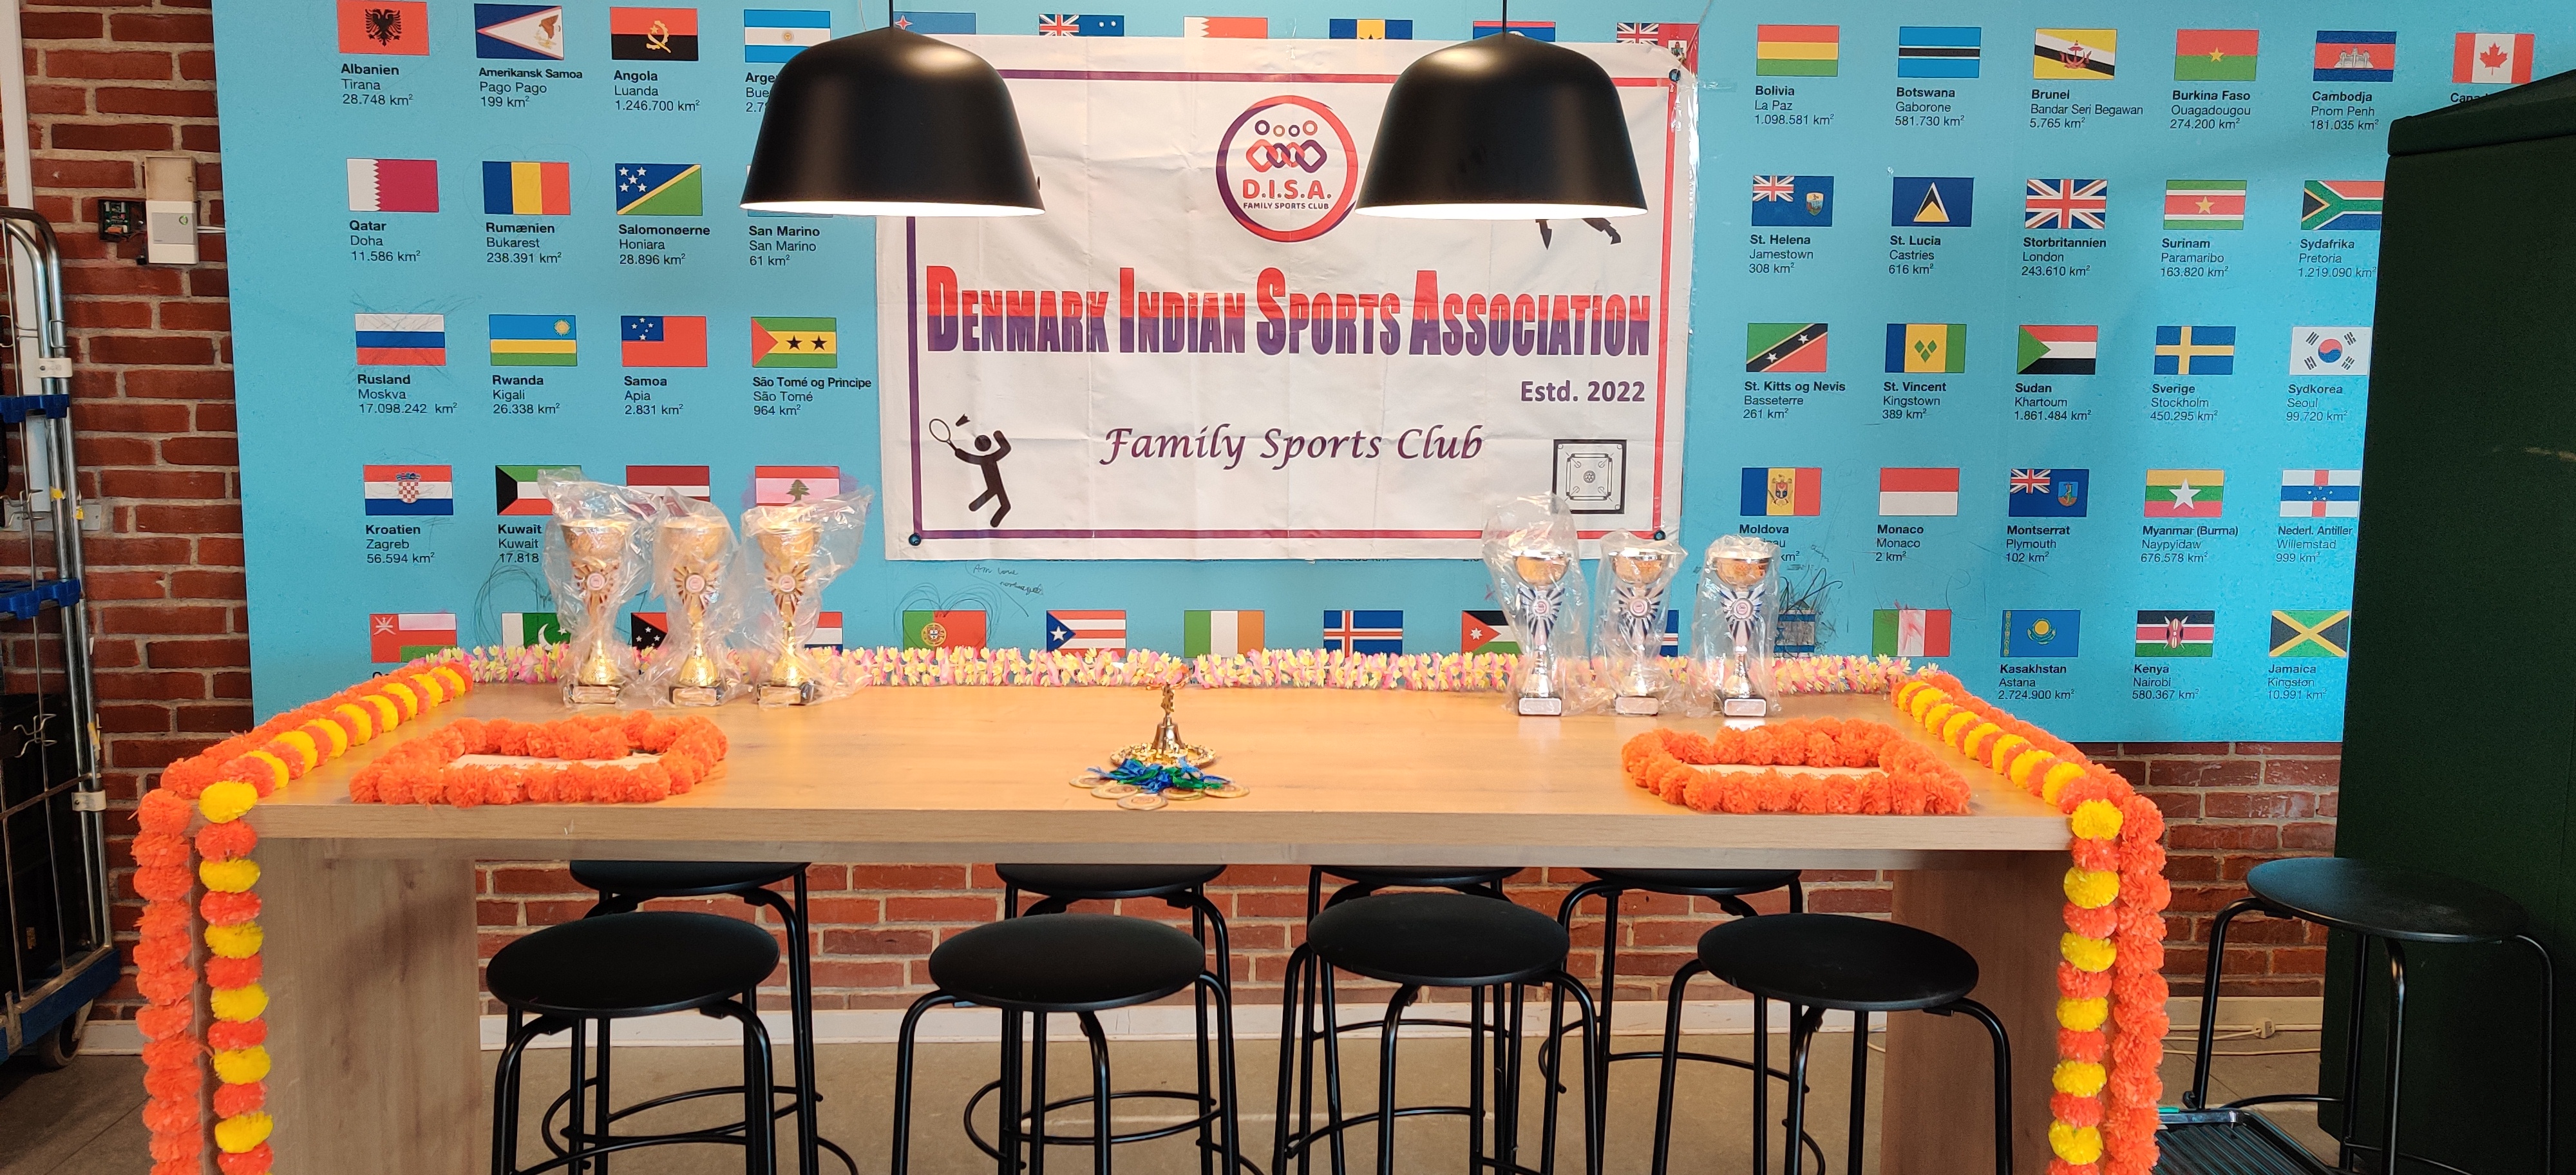 Albanien
Tirana
28.748 km²
Amerikansk Samoa
Pago Pago
199 km²
Angola
Luanda
1.246.700 km²
Bolivia
La Paz
1.098.581 km²
Botswana
Gaborone
581.730 km²
Brunei
Bandar Seri Begawan
5.765 km²
Burkina Faso
Ouagadougou
274.200 km²
Cambodja
Pnom Penh
181.035 km²
Qatar
Doha
11.586 km²
Rumænien
Bukarest
238.391 km²
Salomonøerne
Honiara
28.896 km²
San Marino
San Marino
61 km²
D.I.S.A.
FAMILY SPORTS CLUB
DENMARK INDIAN SPORTS ASSOCIATION
Estd. 2022
Family Sports Club
St. Helena
Jamestown
308 km²
St. Lucia
Castries
616 km²
Storbritannien
London
243.610 km²
Surinam
Paramaribo
163.820 km²
Sydafrika
Pretoria
1.219.090 km²
Rusland
Moskva
17.098.242 km²
Rwanda
Kigali
26.338 km²
Samoa
Apia
2.831 km²
São Tomé og Principe
São Tomé
964 km²
St. Kitts og Nevis
Basseterre
261 km²
St. Vincent
Kingstown
389 km²
Sudan
Khartoum
1.861.484 km²
Sverige
Stockholm
450.295 km²
Sydkorea
Seoul
99.720 km²
Kroatien
Zagreb
56.594 km²
Kuwait
Kuwait
17.818
Moldova
km²
Monaco
Monaco
2 km²
Montserrat
Plymouth
102 km²
Myanmar (Burma)
Naypyidaw
676.578 km²
Nederl. Antiller
Willemstad
999 km²
Kasakhstan
Astana
2.724.900 km²
Kenya
Nairobi
580.367 km²
Jamaica
Kingston
10.991 km²